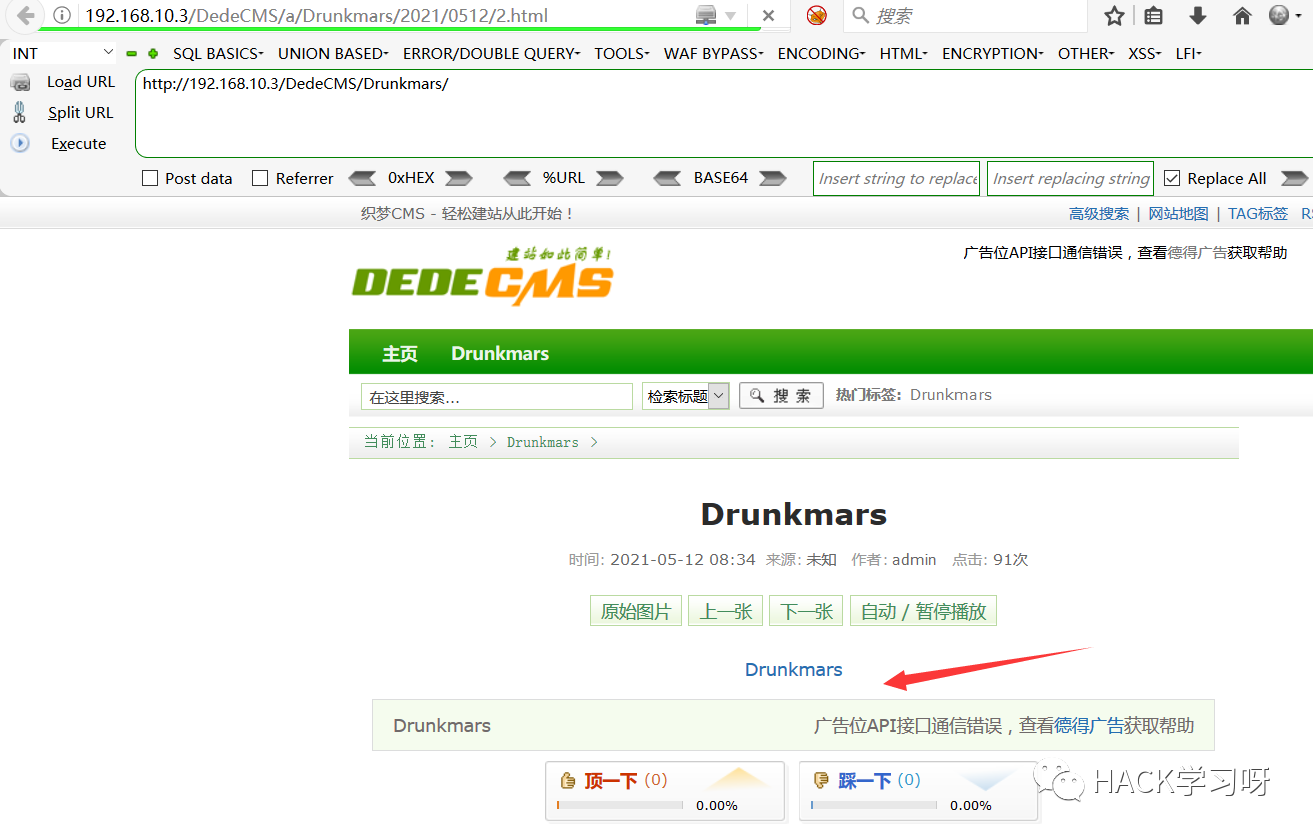 192.168.10.3/DedeCMS/a/Drunkmars/2021/0512/2.html 搜索
INT SQL BASICS UNION BASED ERROR/DOUBLE QUERY TOOLS WAF BYPASS ENCODING HTML ENCRYPTION OTHER XSS LFI
Load URL http://192.168.10.3/DedeCMS/Drunkmars/
Split URL
Execute
Post data Referrer 0xHEX %URL BASE64 Insert string to replace Insert replacing string Replace All
织梦CMS - 轻松建站从此开始！ 高级搜索 | 网站地图 | TAG标签
建站如此简单!
DEDECMS
广告位API接口通信错误，查看德得广告获取帮助
主页 Drunkmars
在这里搜索... 检索标题 搜 索 热门标签: Drunkmars
当前位置: 主页 > Drunkmars >
Drunkmars
时间: 2021-05-12 08:34 来源: 未知 作者: admin 点击: 91次
原始图片 上一张 下一张 自动 / 暂停播放
Drunkmars
Drunkmars 广告位API接口通信错误，查看德得广告获取帮助
顶一下 (0) 踩一下 (0)
0.00% 0.00%
HACK学习呀